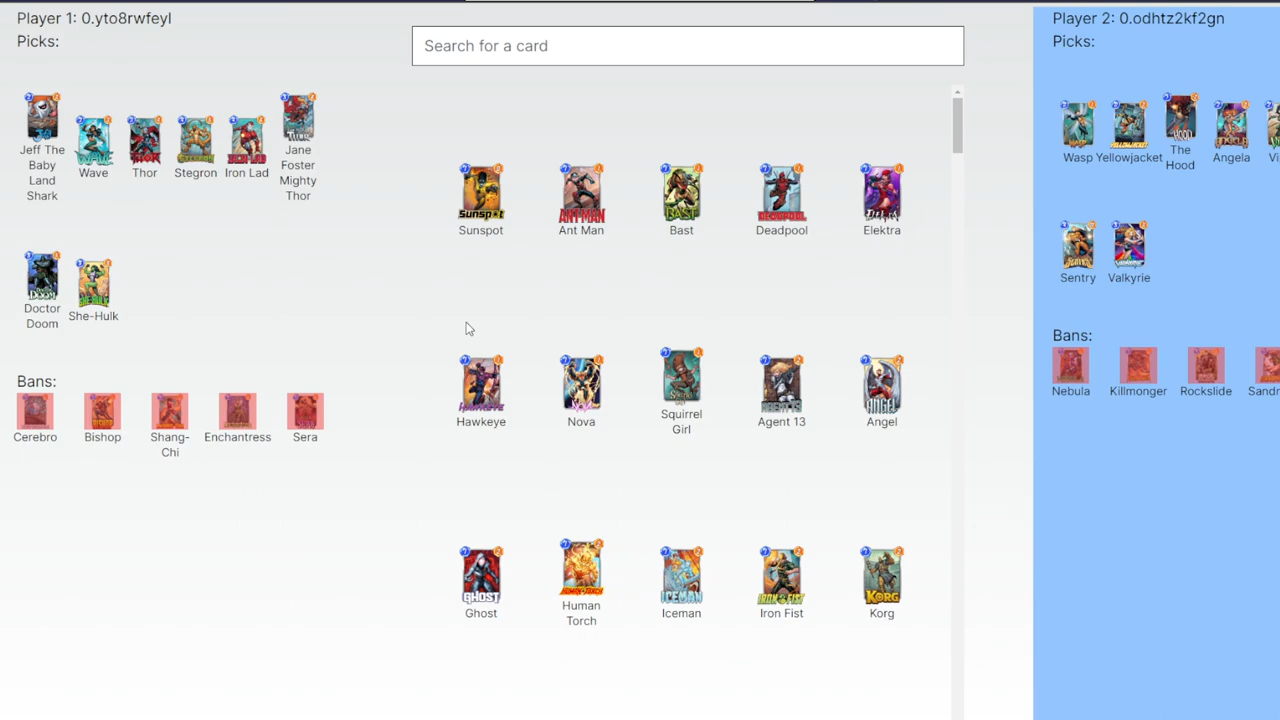 Player 1: 0.yto8rwfeyl
Picks:
Jeff The
Baby
Land
Shark
Wave
Thor
Stegron
Iron Lad
Jane
Foster
Mighty
Thor
Doctor
Doom
She-Hulk
Bans:
Cerebro
Bishop
Shang-
Chi
Enchantress
Sera
Search for a card
Sunspot
Ant Man
Bast
Deadpool
Elektra
Hawkeye
Nova
Squirrel
Girl
Agent 13
Angel
Ghost
Human
Torch
Iceman
Iron Fist
Korg
Player 2: 0.odhtz2kf2gn
Picks:
Wasp
Yellowjacket
The
Hood
Angela
Sentry
Valkyrie
Bans:
Nebula
Killmonger
Rockslide